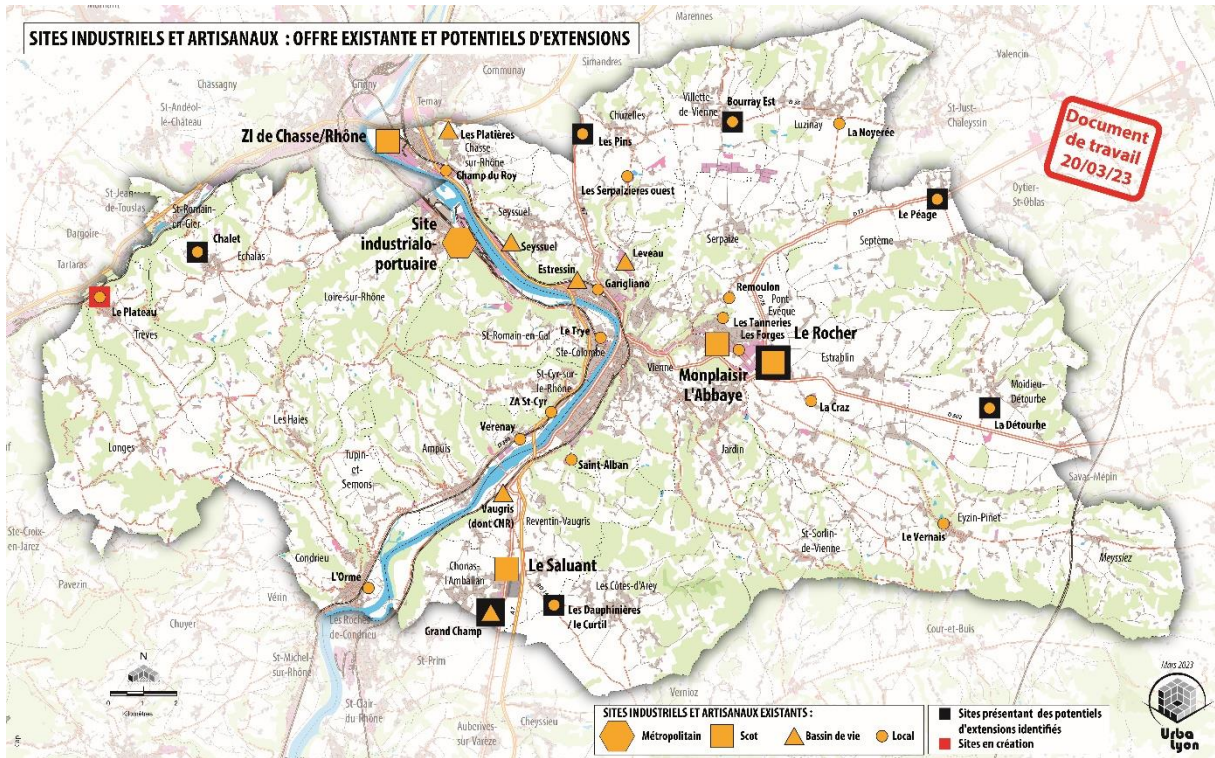 SITES INDUSTRIELS ET ARTISANAUX : OFFRE EXISTANTE ET POTENTIELS D'EXTENSIONS
Document
de travail
20/03/23
Marennes
Chassagny
Grigny
Communay
Simandres
Valencin
St-Andéol-
le-Château
Ternay
Chuzelles
Villette-
de-Vienne
Bourray Est
Luzinay
La Noyerée
St-Just-
Chaleyssin
ZI de Chasse/Rhône
Les Platières
Chasse
sur-Rhône
Champ du Roy
Les Pins
Les Serpaizieres ouest
Oytier-
St-Oblas
Le Péage
St-Jean-
de-Touslas
St-Romain-
en-Gier
Dargoire
Chalet
Échalas
Tartaras
Le Plateau
Trèves
Site
industrialo-
portuaire
Seyssuel
Seyssuel
Serpaize
Septème
Leveau
Estressin
Garigliano
Loire-sur-Rhône
Remoulon
Pont
Evêque
Les Tanneries
Les Forges
Le Rocher
Le Trye
St-Romain-en-Gal
Ste-Colombe
Vienne
Monplaisir
L'Abbaye
Estrablin
Moidieu-
Détourbe
La Détourbe
St-Cyr-sur-
le-Rhône
ZA St-Cyr
La Craz
Les Haies
Verenay
Longes
Ampuis
Tupin-
et-
Semons
Saint-Alban
Jardin
Savas-Mépin
Vaugris
(dont CNR)
Reventin-Vaugris
St-Sorlin-
de-Vienne
Eyzin-Pinet
Le Vernais
Ste-Croix-
en-Jarez
Condrieu
Meyssiez
Pavezin
L'Orme
Chonas-
l'Amballan
Le Saluant
Les Côtes-d'Arey
Vérin
Les Dauphinières
/ le Curtil
Grand Champ
Chuyer
Les Roches-
de-Condrieu
Cour-et-Buis
St-Michel-
sur-Rhône
St-Prim
Vernioz
N
0 1 2
Kilomètres
St-Clair-
du-Rhône
Auberives-
sur-Varèze
Cheyssieu
Mars 2023
SITES INDUSTRIELS ET ARTISANAUX EXISTANTS :
Métropolitain
Scot
Bassin de vie
Local
Sites présentant des potentiels
d'extensions identifiés
Sites en création
Urba
Lyon